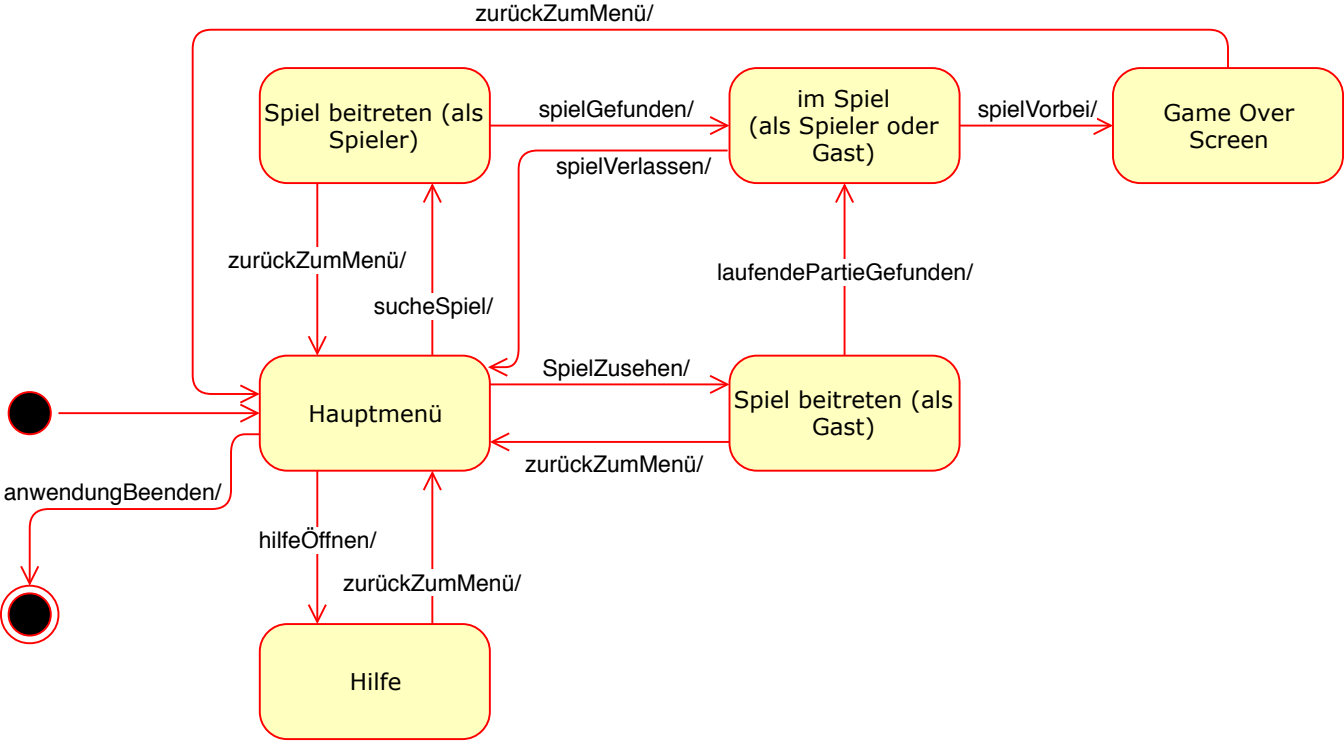 zurückZumMenü/
Spiel beitreten (als
Spieler)
spielGefunden/
im Spiel
(als Spieler oder
Gast)
spielVorbei/
Game Over
Screen
spielVerlassen/
zurückZumMenü/
laufendePartieGefunden/
sucheSpiel/
SpielZusehen/
Hauptmenü
Spiel beitreten (als
Gast)
zurückZumMenü/
anwendungBeenden/
hilfeÖffnen/
zurückZumMenü/
Hilfe